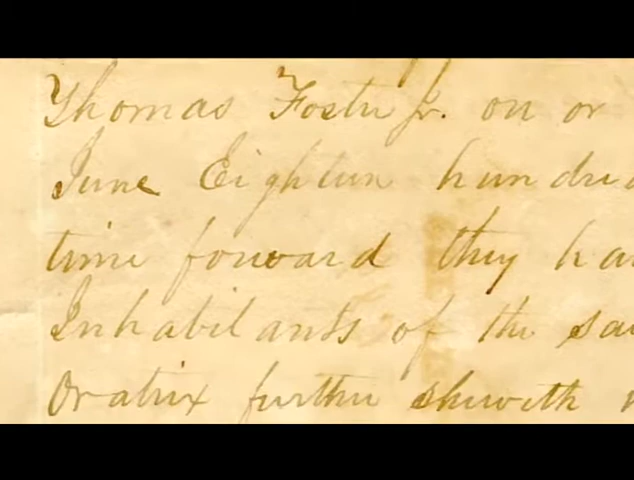 Thomas Foster Jr. on or
June Eighteen hundred
time forward they ha
Inhabitants of the sa
Oratrix further sheweth